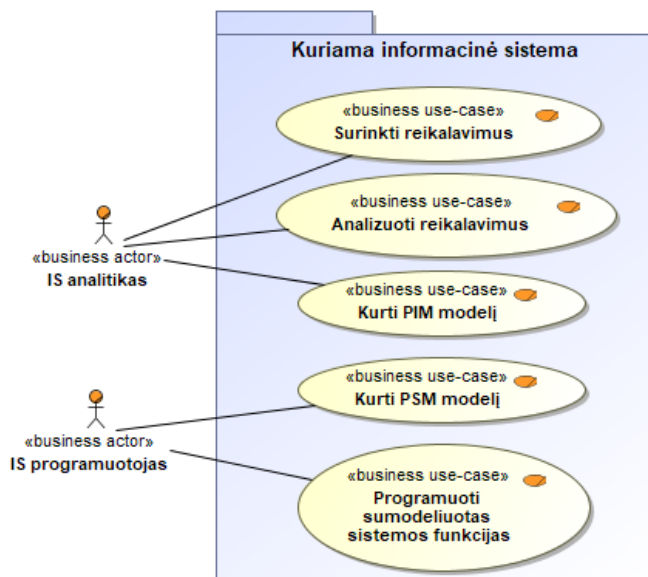 Kuriama informacinė sistema
«business use-case»
Surinkti reikalavimus
«business use-case»
Analizuoti reikalavimus
«business actor»
IS analitikas
«business use-case»
Kurti PIM modelį
«business use-case»
Kurti PSM modelį
«business actor»
IS programuotojas
«business use-case»
Programuoti
sumodeliuotas
sistemos funkcijas